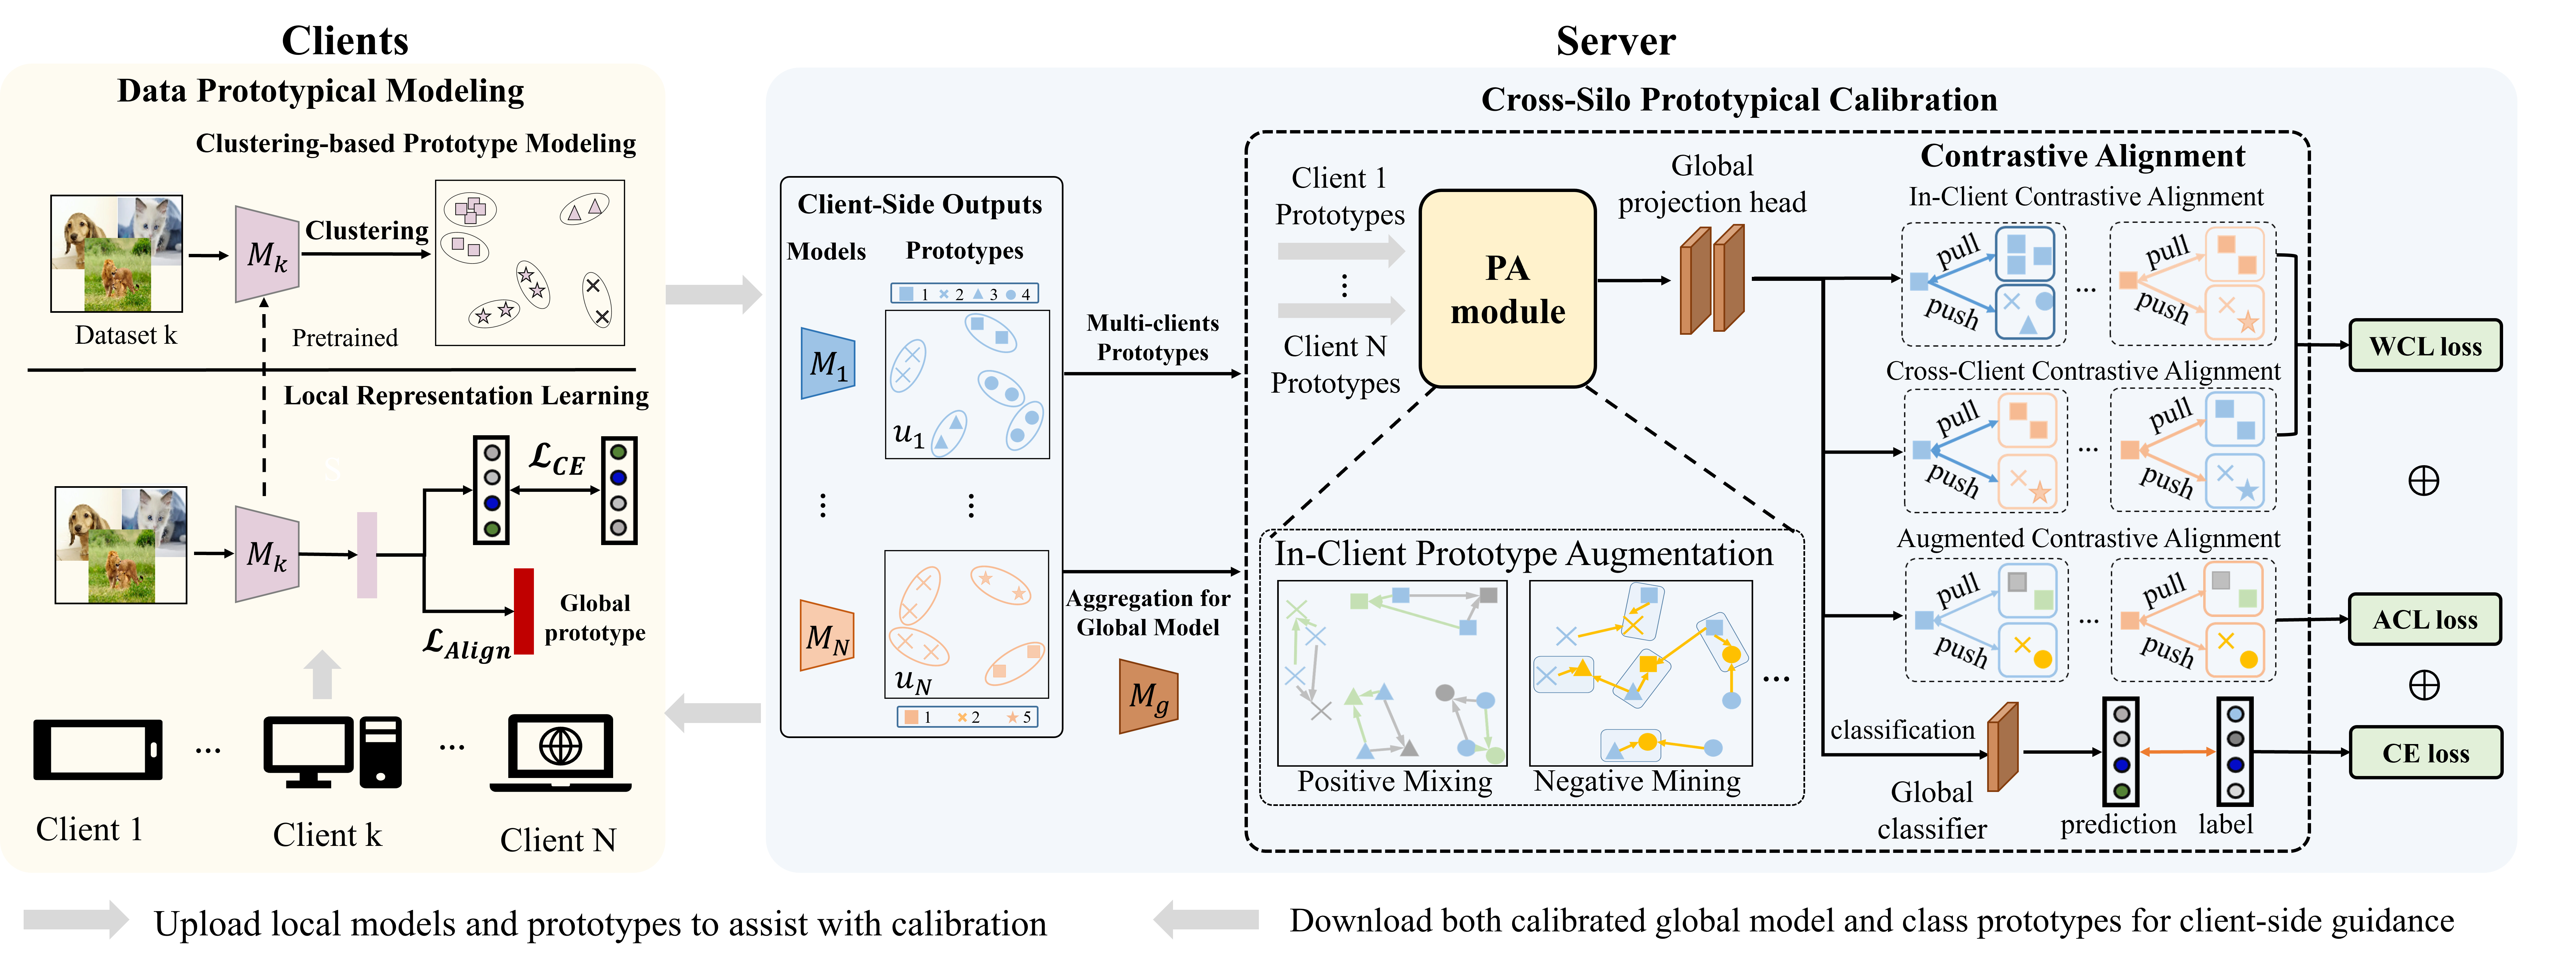 Clients
Data Prototypical Modeling
Clustering-based Prototype Modeling
M_k
Clustering
Dataset k
Pretrained
Local Representation Learning
S
M_k
ℒ_CE
ℒ_Align
Global
prototype
...
...
Client 1
Client k
Client N
Server
Cross-Silo Prototypical Calibration
Client-Side Outputs
Models
Prototypes
1 2 3 4
M_1
u_1
M_N
u_N
1 2 5
Multi-clients
Prototypes
Aggregation for
Global Model
M_g
Client 1
Prototypes
Client N
Prototypes
PA
module
Global
projection head
In-Client Prototype Augmentation
Positive Mixing
Negative Mining
...
Contrastive Alignment
In-Client Contrastive Alignment
pull
push
...
pull
push
Cross-Client Contrastive Alignment
pull
push
...
pull
push
Augmented Contrastive Alignment
pull
push
...
pull
push
classification
Global
classifier
prediction
label
WCL loss
ACL loss
CE loss
Upload local models and prototypes to assist with calibration
Download both calibrated global model and class prototypes for client-side guidance